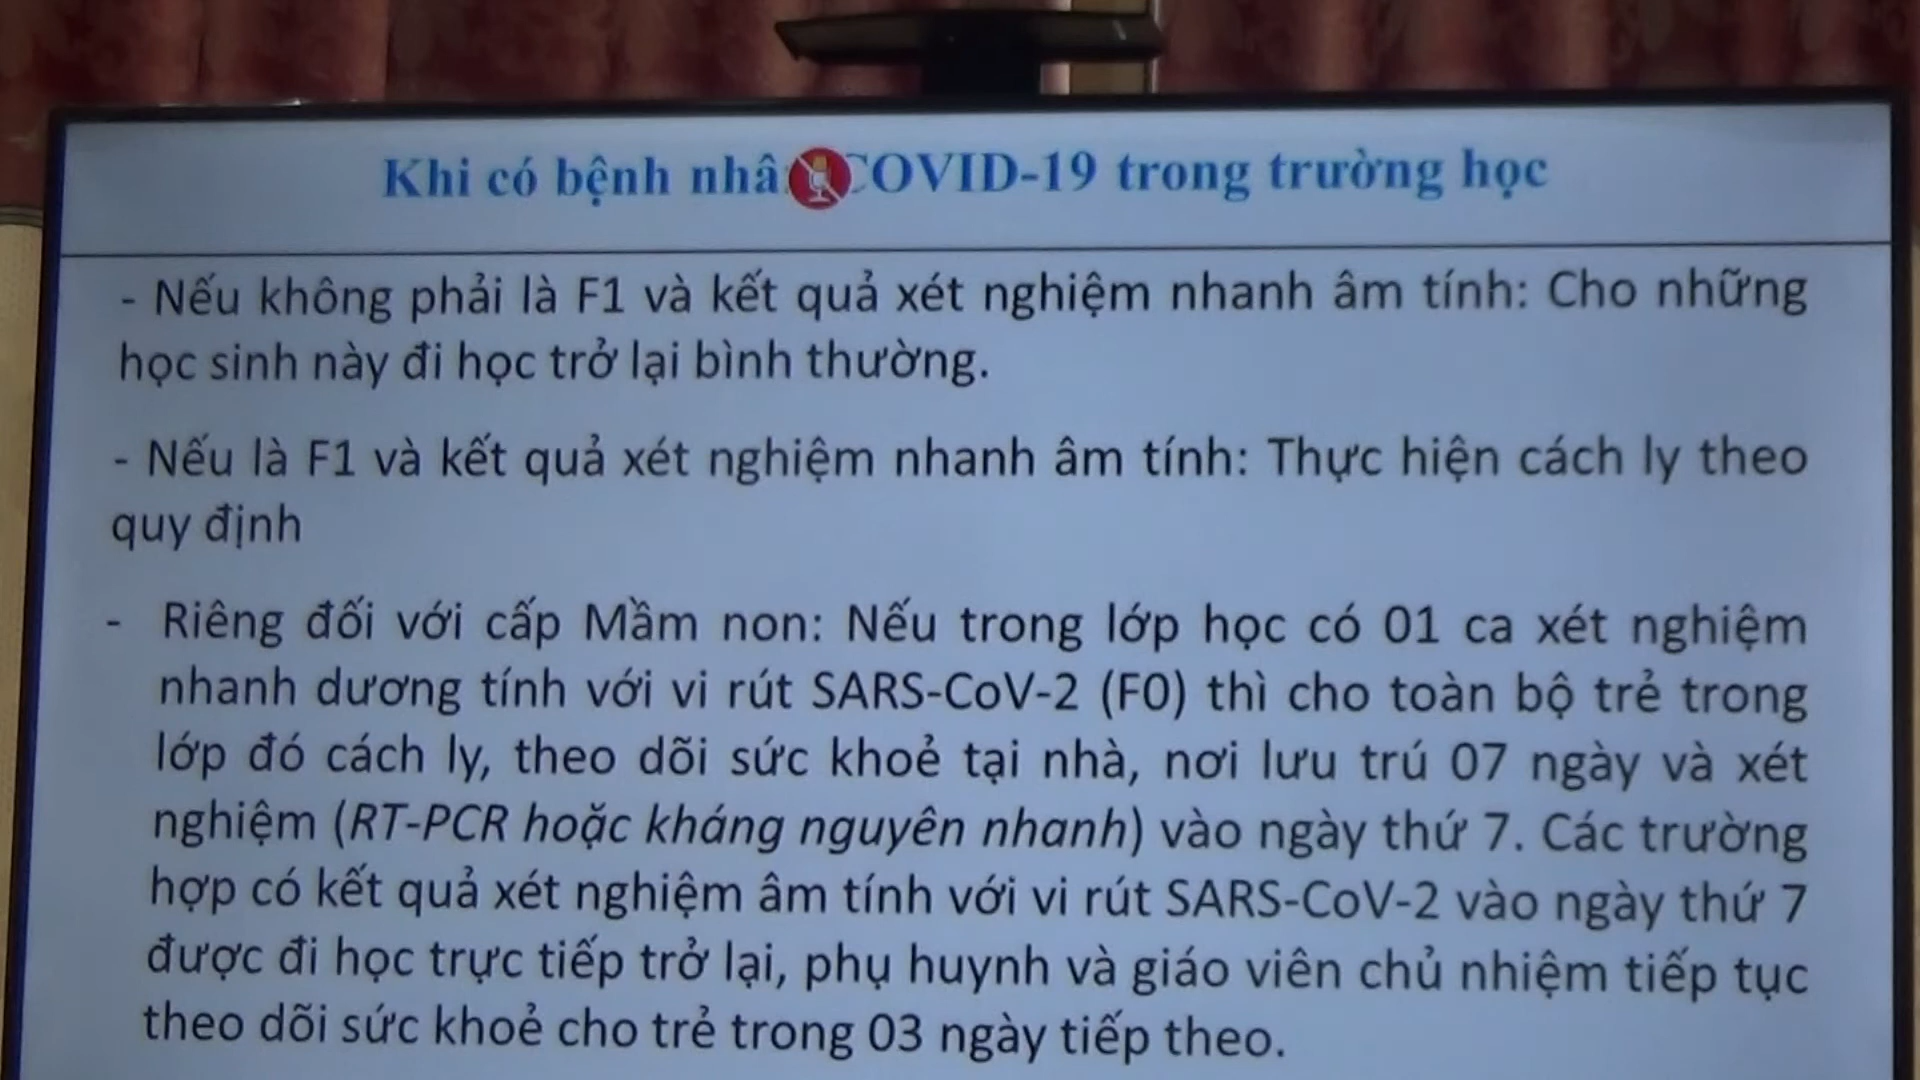 Khi có bệnh nhâ COVID-19 trong trường học
- Nếu không phải là F1 và kết quả xét nghiệm nhanh âm tính: Cho những
học sinh này đi học trở lại bình thường.
- Nếu là F1 và kết quả xét nghiệm nhanh âm tính: Thực hiện cách ly theo
quy định
- Riêng đối với cấp Mầm non: Nếu trong lớp học có 01 ca xét nghiệm
nhanh dương tính với vi rút SARS-CoV-2 (F0) thì cho toàn bộ trẻ trong
lớp đó cách ly, theo dõi sức khoẻ tại nhà, nơi lưu trú 07 ngày và xét
nghiệm (RT-PCR hoặc kháng nguyên nhanh) vào ngày thứ 7. Các trường
hợp có kết quả xét nghiệm âm tính với vi rút SARS-CoV-2 vào ngày thứ 7
được đi học trực tiếp trở lại, phụ huynh và giáo viên chủ nhiệm tiếp tục
theo dõi sức khoẻ cho trẻ trong 03 ngày tiếp theo.